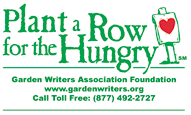 Plant a Row
for the Hungry SM
Garden Writers Association Foundation
www.gardenwriters.org
Call Toll Free: (877) 492-2727